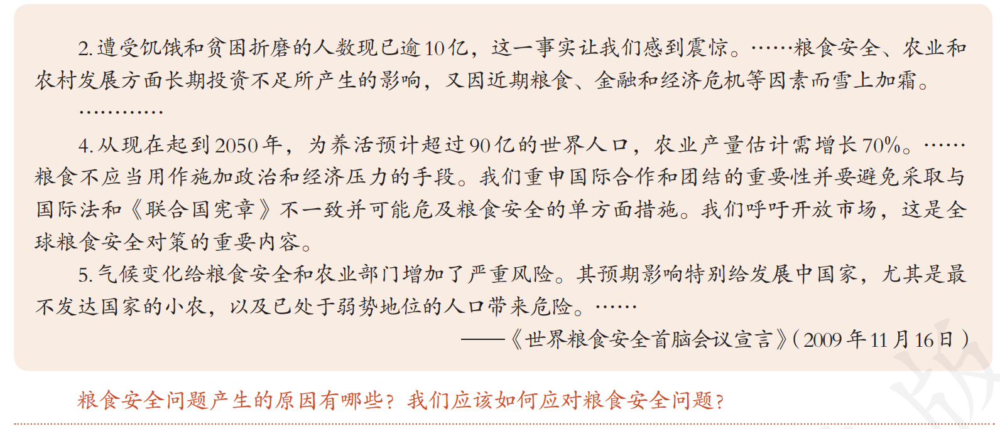 2.遭受饥饿和贫困折磨的人数现已逾10亿，这一事实让我们感到震惊。……粮食安全、农业和
农村发展方面长期投资不足所产生的影响，又因近期粮食、金融和经济危机等因素而雪上加霜。
…………
4.从现在起到2050年，为养活预计超过90亿的世界人口，农业产量估计需增长70%。……
粮食不应当用作施加政治和经济压力的手段。我们重申国际合作和团结的重要性并要避免采取与
国际法和《联合国宪章》不一致并可能危及粮食安全的单方面措施。我们呼吁开放市场，这是全
球粮食安全对策的重要内容。
5.气候变化给粮食安全和农业部门增加了严重风险。其预期影响特别给发展中国家，尤其是最
不发达国家的小农，以及已处于弱势地位的人口带来危险。……
——《世界粮食安全首脑会议宣言》（2009年11月16日）
粮食安全问题产生的原因有哪些？我们应该如何应对粮食安全问题？
版